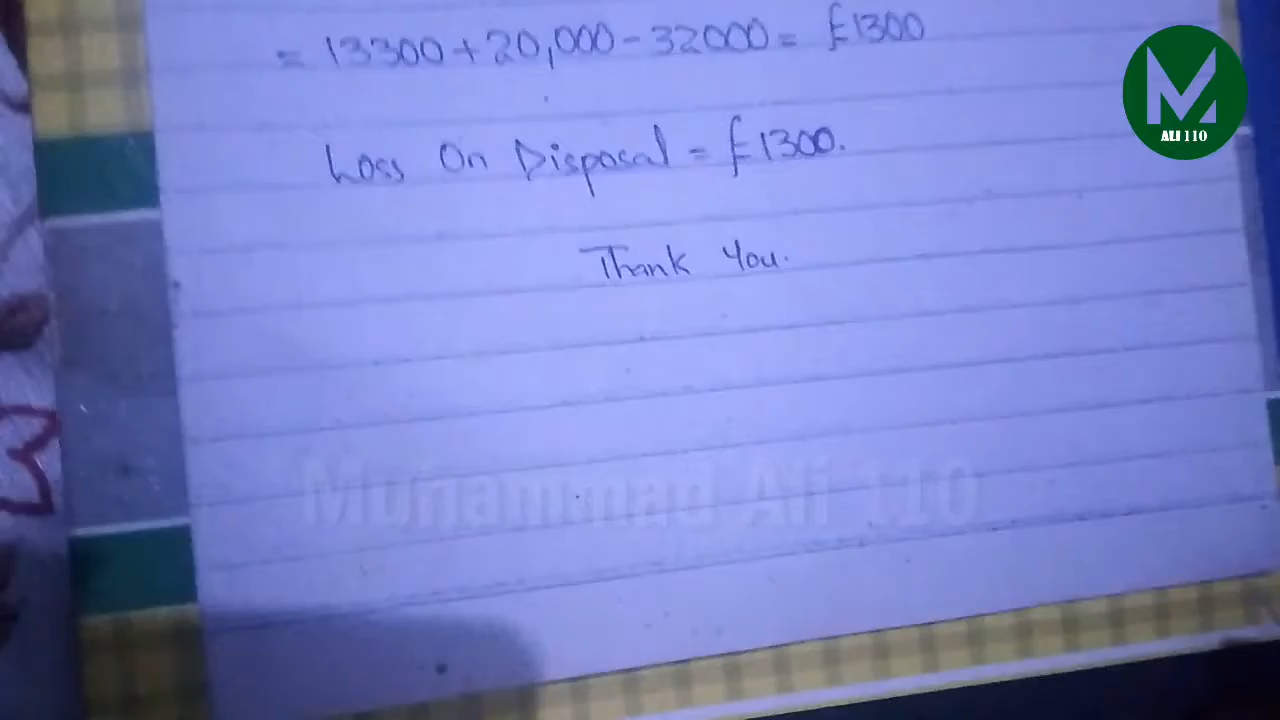 = 13300 + 20,000 - 32000 = £1300
Loss On Disposal = £1300.
Thank You.
M
ALI 110
Muhammad Ali 110